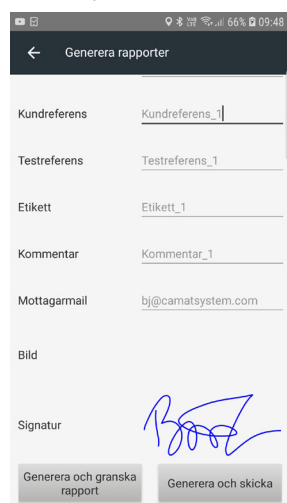 66% 09:48
Generera rapporter
Kundreferens Kundreferens_1
Testreferens Testreferens_1
Etikett Etikett_1
Kommentar Kommentar_1
Mottagarmail bj@camatsystem.com
Bild
Signatur
Generera och granska rapport
Generera och skicka